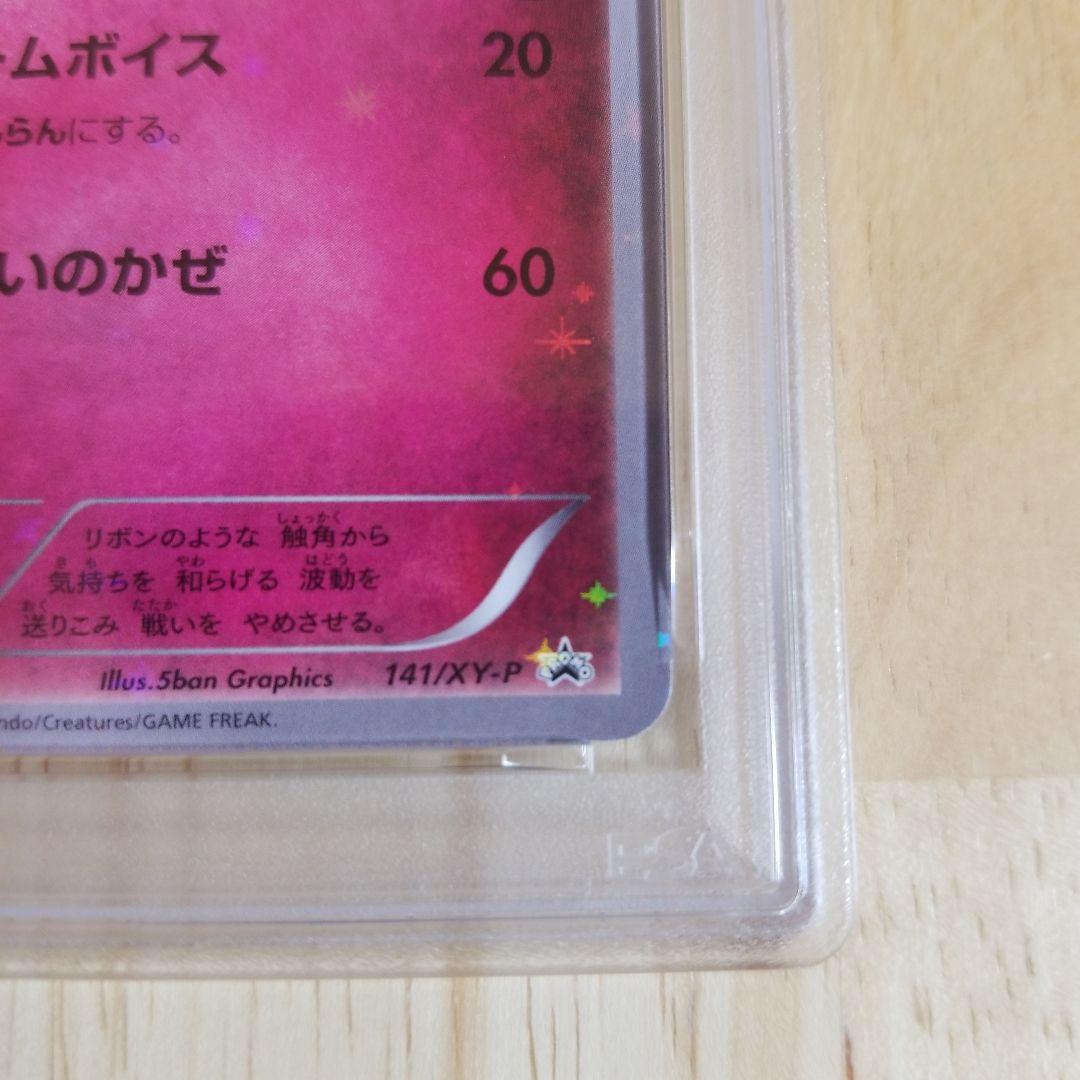 ームボイス 20
んらんにする。
いのかぜ 60
リボンのような 触角から
気持ちを 和らげる 波動を
送りこみ 戦いを やめさせる。
Illus.5ban Graphics 141/XY-P PROMO
ndo/Creatures/GAME FREAK.